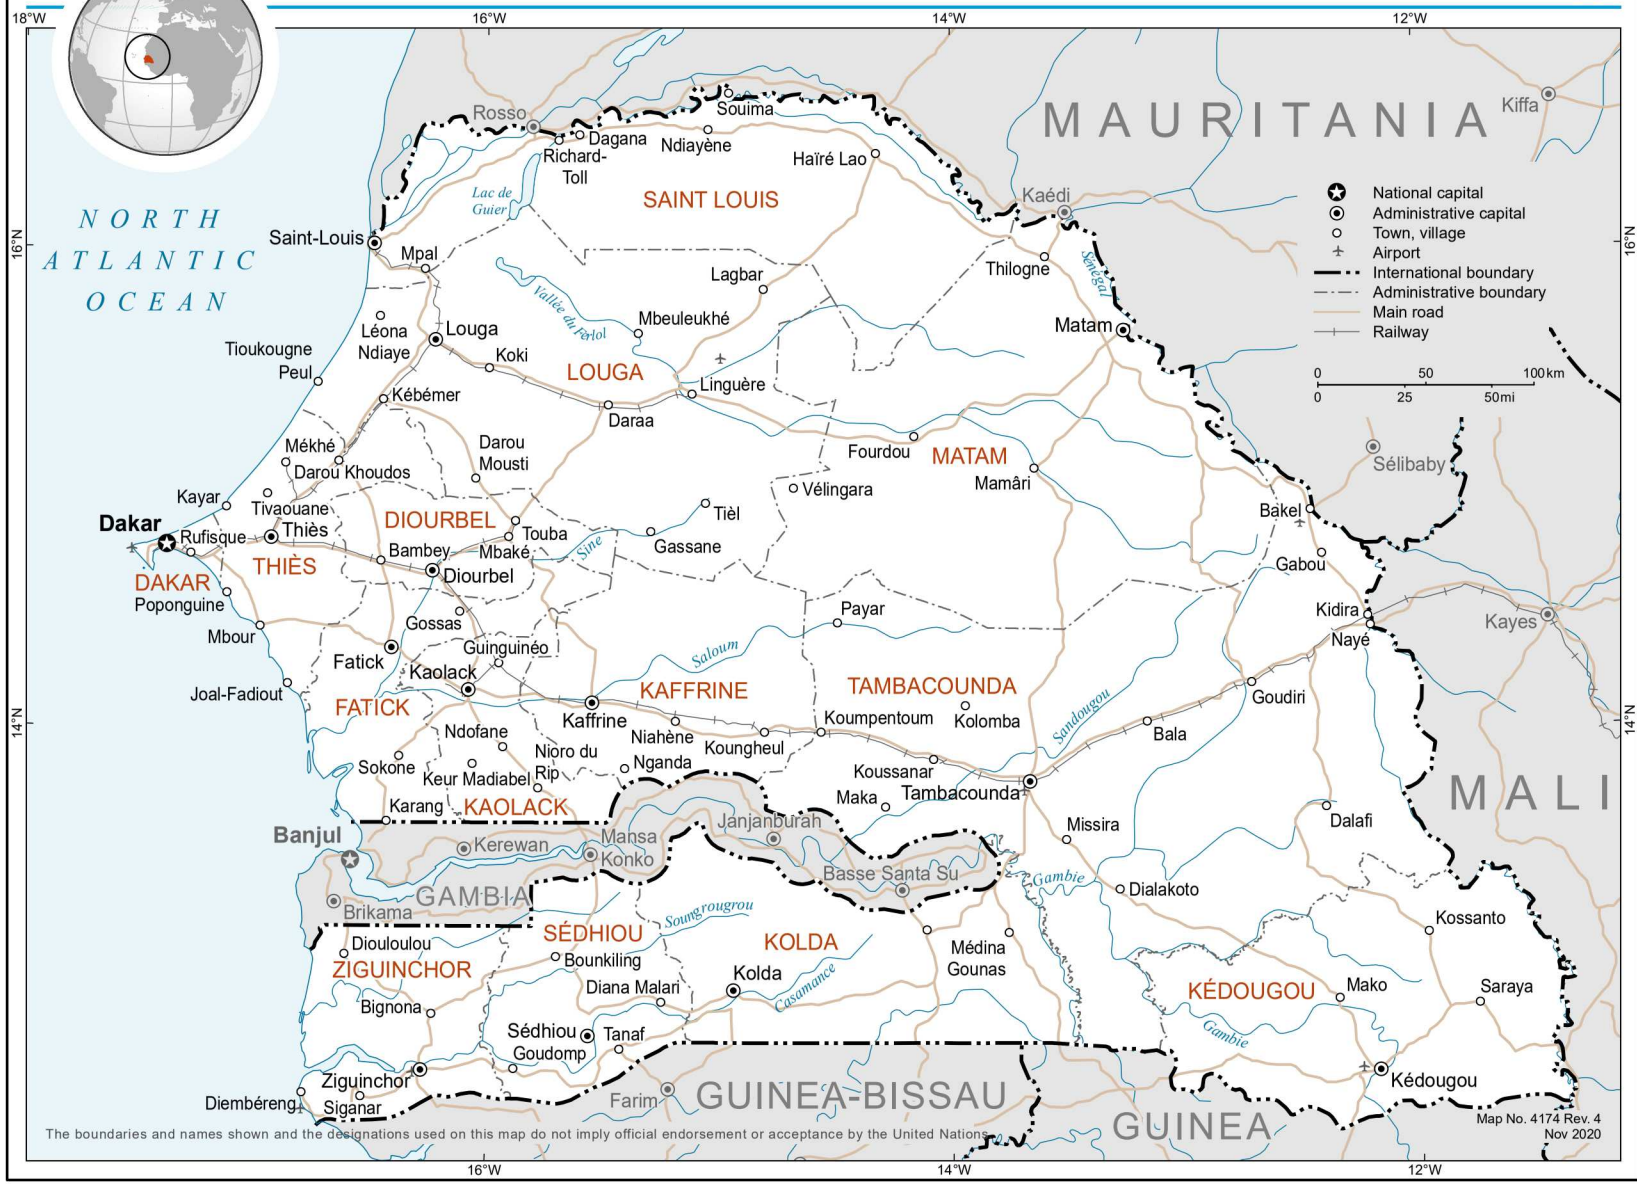 18°W
16°W
14°W
12°W
Rosso
Souima
MAURITANIA
Kiffa
Dagana
Ndiayène
Richard-
Toll
Haïré Lao
Lac de
Guier
SAINT LOUIS
Kaédi
National capital
Administrative capital
Town, village
Airport
International boundary
Administrative boundary
Main road
Railway
0 50 100 km
0 25 50mi
NORTH
ATLANTIC
OCEAN
16°N
16°N
Saint-Louis
Mpal
Lagbar
Thilogne
Sénégal
Vallée du Ferlol
Léona
Ndiaye
Louga
Mbeuleukhé
Matam
Tioukougne
Peul
Koki
LOUGA
Linguère
Kébémer
Daraa
Mékhé
Darou Khoudos
Darou
Mousti
Fourdou
MATAM
Mamâri
Sélibaby
Kayar
Tivaouane
Vélingara
Dakar
Rufisque
Thiès
DIOURBEL
Touba
Tièl
Bakel
THIÈS
Bambey
Mbaké
Sine
Gassane
DAKAR
Diourbel
Gabou
Poponguine
Mbour
Gossas
Payar
Kidira
Nayé
Kayes
Fatick
Guinguinéo
Kaolack
Saloum
Joal-Fadiout
FATICK
KAFFRINE
TAMBACOUNDA
Goudiri
Kaffrine
Koumpentoum
Kolomba
Sandougou
14°N
14°N
Ndofane
Niahène
Koungheul
Bala
Sokone
Keur Madiabel
Nioro du
Rip
Nganda
Koussanar
Tambacounda
MALI
Karang
KAOLACK
Maka
Banjul
Kerewan
Mansa
Konko
Janjanburah
Missira
Dalafi
GAMBIA
Basse Santa Su
Gambie
Dialakoto
Brikama
Soungrougrou
Kossanto
Diouloulou
SÉDHIOU
KOLDA
Médina
Gounas
ZIGUINCHOR
Bounkiling
Kolda
Casamance
Bignona
Diana Malari
KÉDOUGOU
Mako
Saraya
Sédhiou
Tanaf
Goudomp
Gambie
Ziguinchor
Kédougou
Diembéreng
Siganar
Farim
GUINEA-BISSAU
GUINEA
Map No. 4174 Rev. 4
Nov 2020
The boundaries and names shown and the designations used on this map do not imply official endorsement or acceptance by the United Nations.
16°W
14°W
12°W